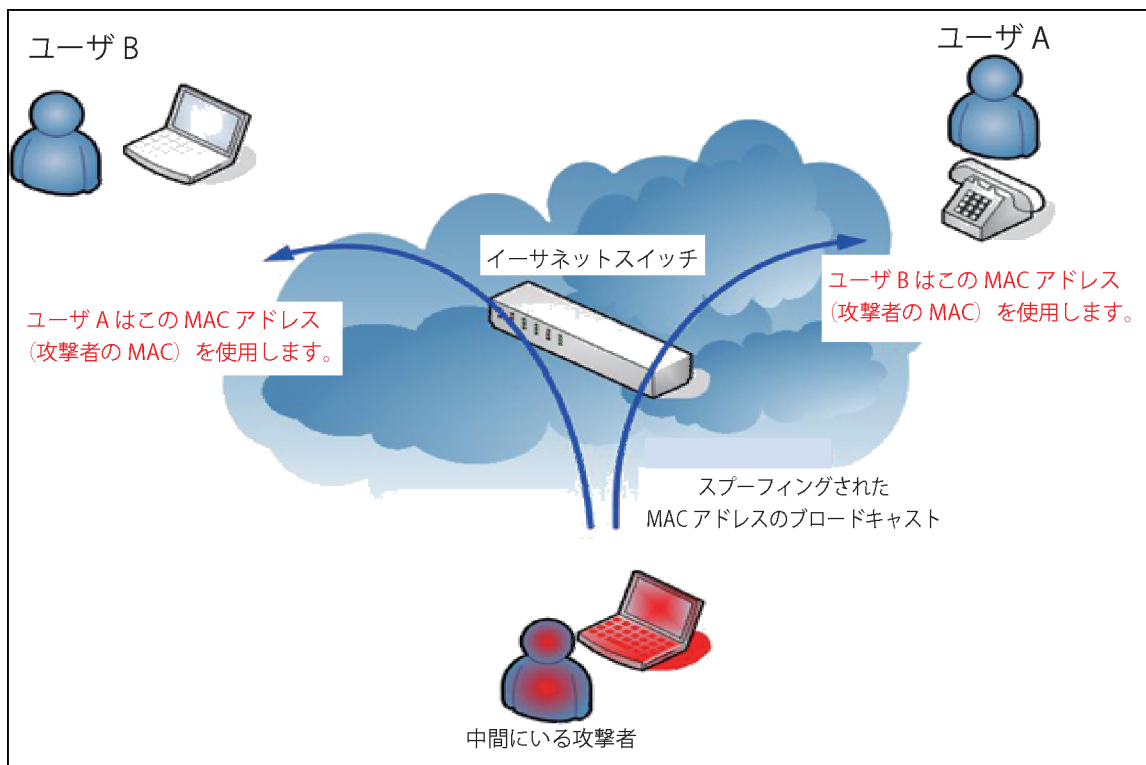 ユーザ B
ユーザ A
イーサネットスイッチ
ユーザ A はこの MAC アドレス
（攻撃者の MAC）を使用します。
ユーザ B はこの MAC アドレス
（攻撃者の MAC）を使用します。
スプーフィングされた
MAC アドレスのブロードキャスト
中間にいる攻撃者